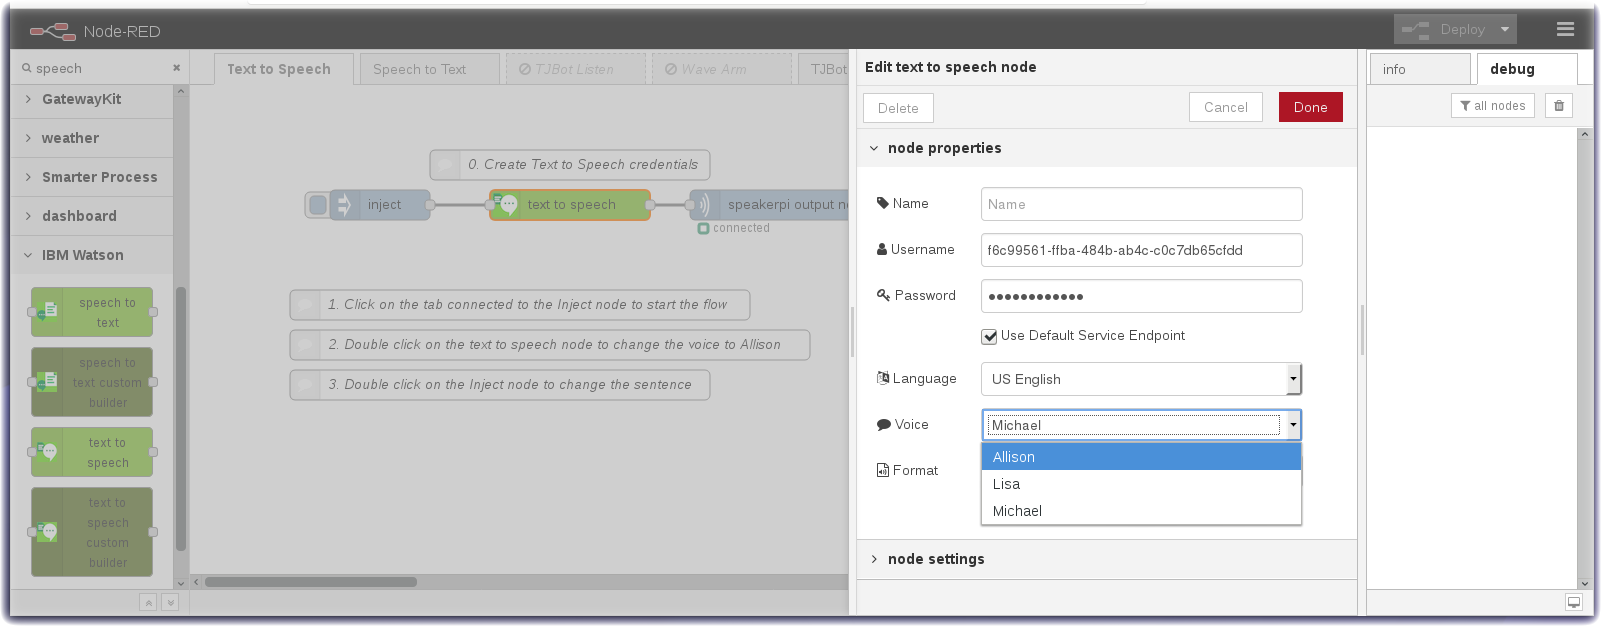 Node-RED
Deploy
speech
GatewayKit
weather
Smarter Process
dashboard
IBM Watson
speech to
text
speech to
text custom
builder
text to
speech
text to
speech
custom
builder
Text to Speech
Speech to Text
TJBot Listen
Wave Arm
TJBot
0. Create Text to Speech credentials
inject
text to speech
speakerpi output n
connected
1. Click on the tab connected to the Inject node to start the flow
2. Double click on the text to speech node to change the voice to Allison
3. Double click on the Inject node to change the sentence
Edit text to speech node
Delete
Cancel
Done
node properties
Name
Name
Username
f6c99561-ffba-484b-ab4c-c0c7db65cfdd
Password
●●●●●●●●●●●●
Use Default Service Endpoint
Language
US English
Voice
Michael
Allison
Lisa
Michael
Format
node settings
info
debug
all nodes